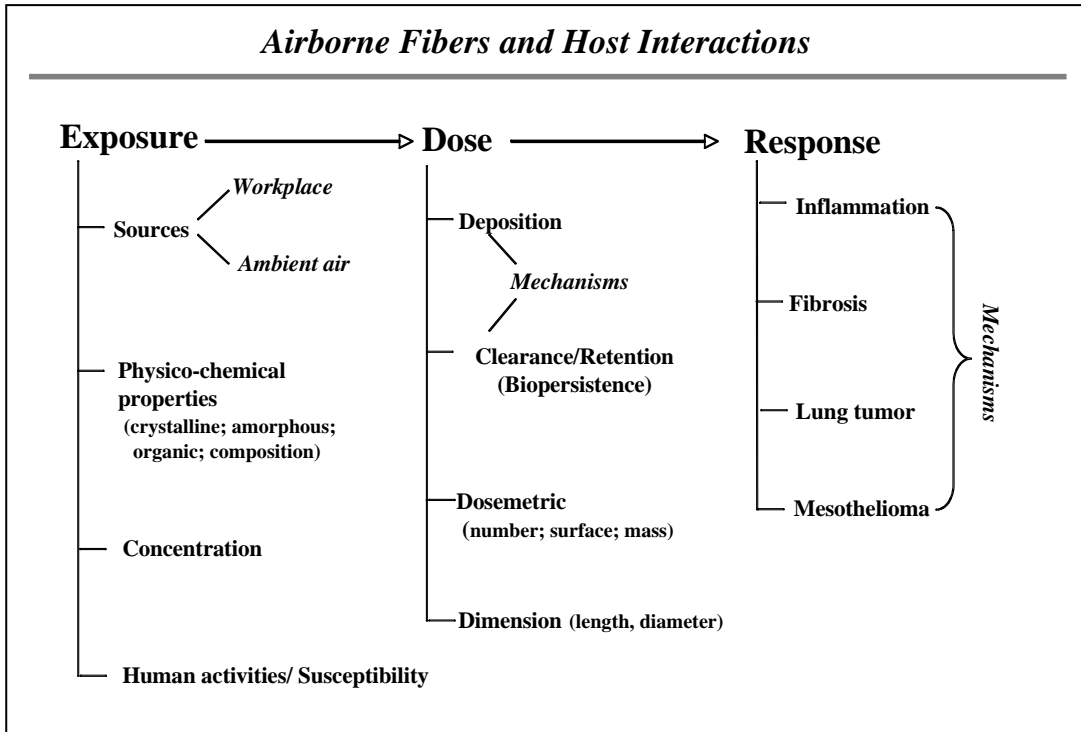 Airborne Fibers and Host Interactions
Exposure
Sources
Workplace
Ambient air
Physico-chemical
properties
(crystalline; amorphous;
organic; composition)
Concentration
Human activities/ Susceptibility
Dose
Deposition
Mechanisms
Clearance/Retention
(Biopersistence)
Dosemetric
(number; surface; mass)
Dimension (length, diameter)
Response
Inflammation
Fibrosis
Lung tumor
Mesothelioma
Mechanisms